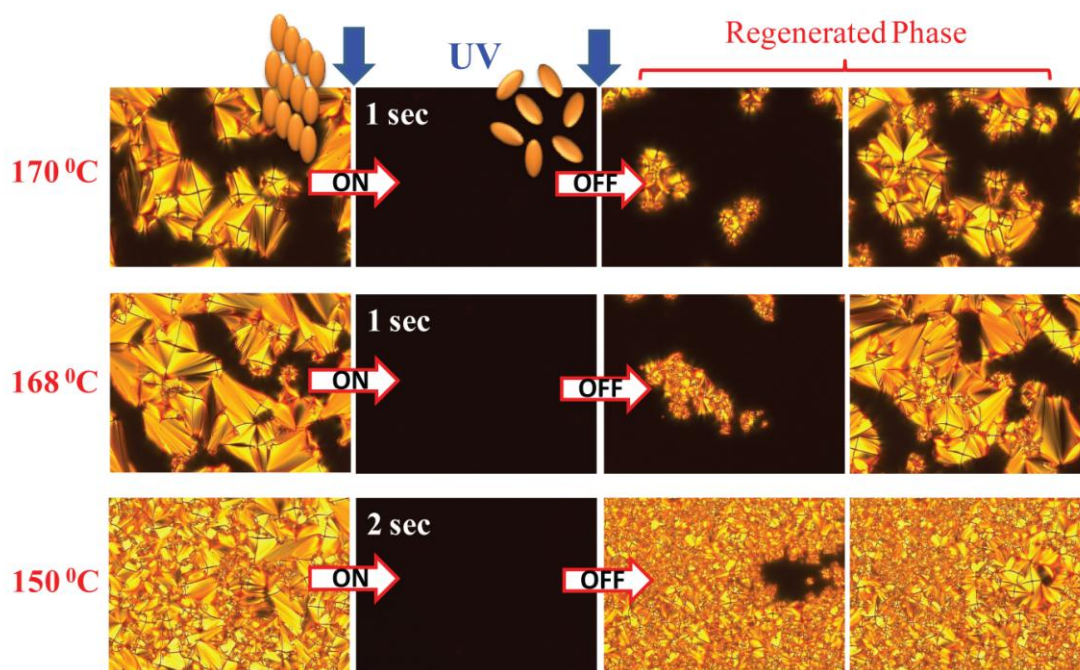 Regenerated Phase
UV
1 sec
170 ⁰C
ON
OFF
1 sec
168 ⁰C
ON
OFF
2 sec
150 ⁰C
ON
OFF